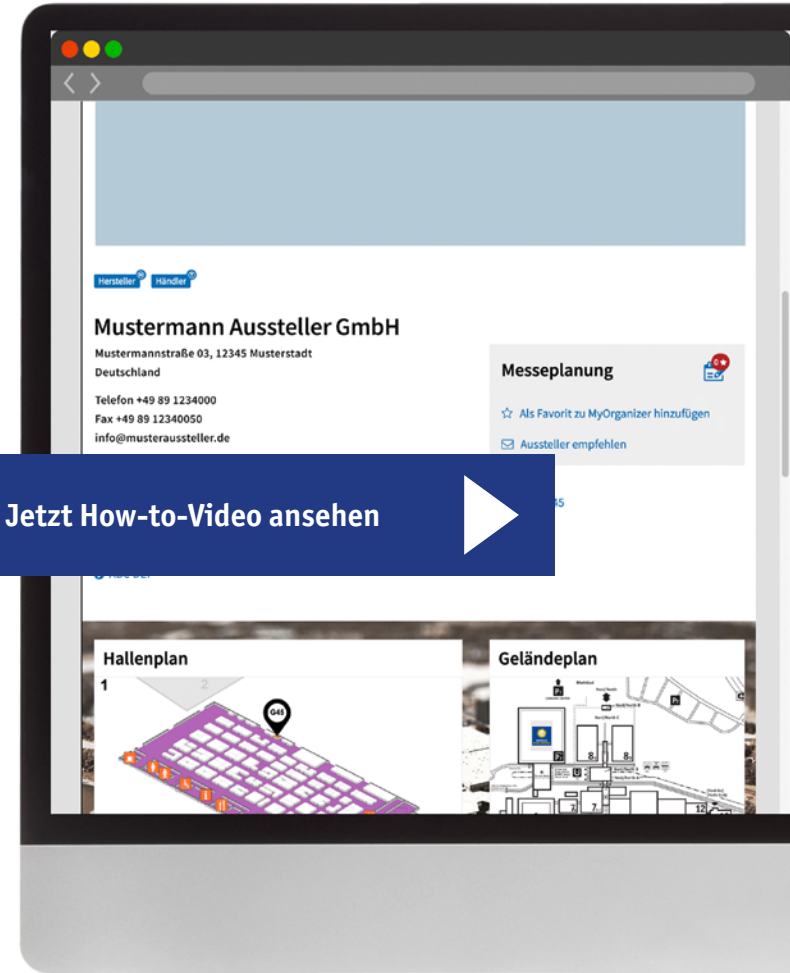 Hersteller
Händler
Mustermann Aussteller GmbH
Mustermannstraße 03, 12345 Musterstadt
Deutschland
Telefon +49 89 1234000
Fax +49 89 12340050
info@musteraussteller.de
Messeplanung
Als Favorit zu MyOrganizer hinzufügen
Aussteller empfehlen
Jetzt How-to-Video ansehen
Hallenplan
1
2
G45
Geländeplan
8
7
7
12